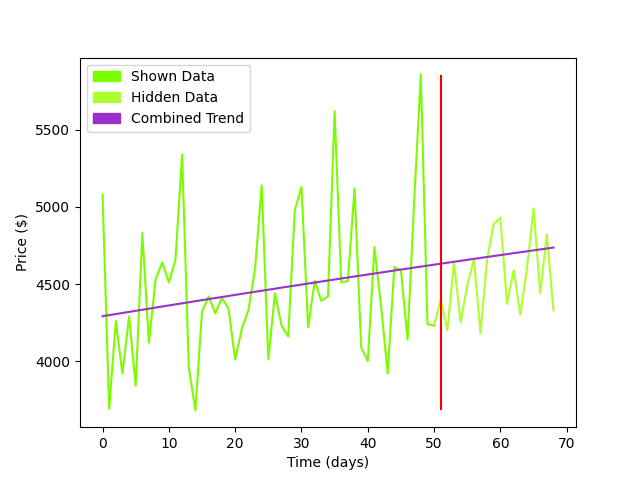 Shown Data
Hidden Data
Combined Trend
5500
5000
4500
4000
Price ($)
0 10 20 30 40 50 60 70
Time (days)